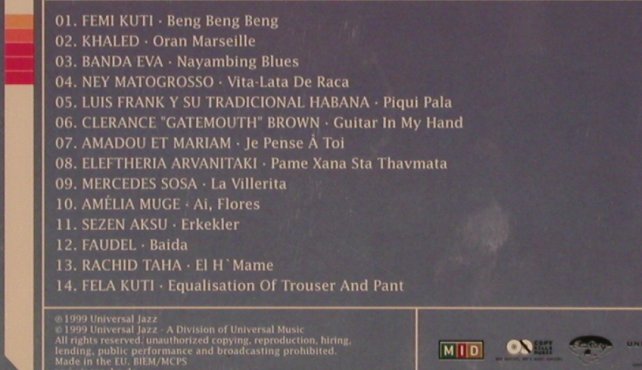 01. FEMI KUTI · Beng Beng Beng
02. KHALED · Oran Marseille
03. BANDA EVA · Nayambing Blues
04. NEY MATOGROSSO · Vita-Lata De Raca
05. LUIS FRANK Y SU TRADICIONAL HABANA · Piqui Pala
06. CLERANCE "GATEMOUTH" BROWN · Guitar In My Hand
07. AMADOU ET MARIAM · Je Pense À Toi
08. ELEFTHERIA ARVANITAKI · Pame Xana Sta Thavmata
09. MERCEDES SOSA · La Villerita
10. AMÉLIA MUGE · Ai, Flores
11. SEZEN AKSU · Erkekler
12. FAUDEL · Baida
13. RACHID TAHA · El H`Mame
14. FELA KUTI · Equalisation Of Trouser And Pant
℗ 1999 Universal Jazz
© 1999 Universal Jazz · A Division of Universal Music
All rights reserved. unauthorized copying, reproduction, hiring,
lending, public performance and broadcasting prohibited.
Made in the EU. BIEM/MCPS
MID
COPY KILLS MUSIC
EmArcy
UN